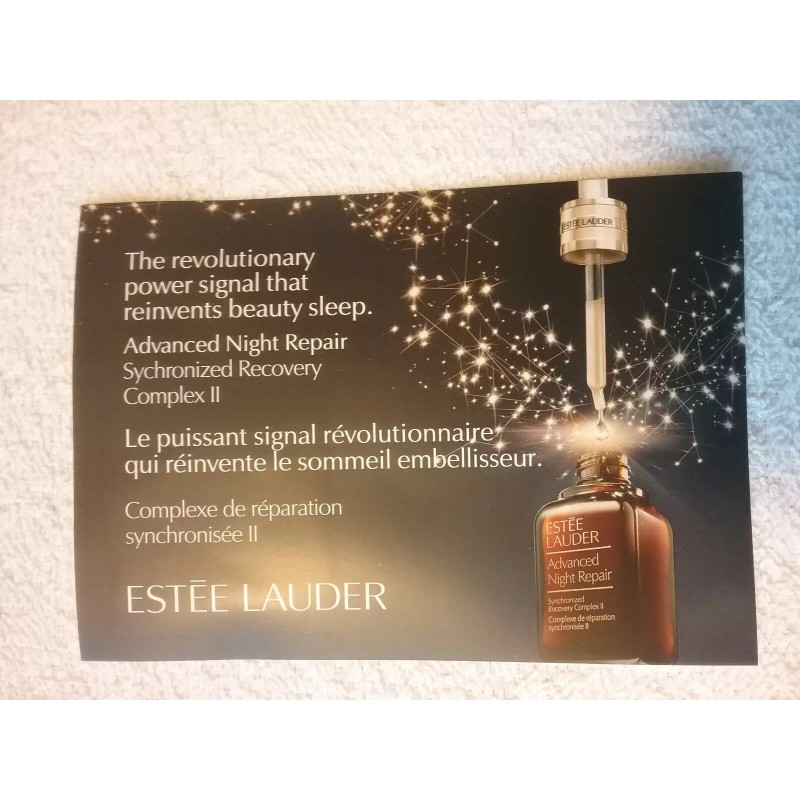 The revolutionary
power signal that
reinvents beauty sleep.
Advanced Night Repair
Sychronized Recovery
Complex II
Le puissant signal révolutionnaire
qui réinvente le sommeil embellisseur.
Complexe de réparation
synchronisée II
ESTĒE LAUDER
ESTĒE LAUDER
ESTĒE
LAUDER
Advanced
Night Repair
Synchronized
Recovery Complex II
Complexe de réparation
synchronisée II